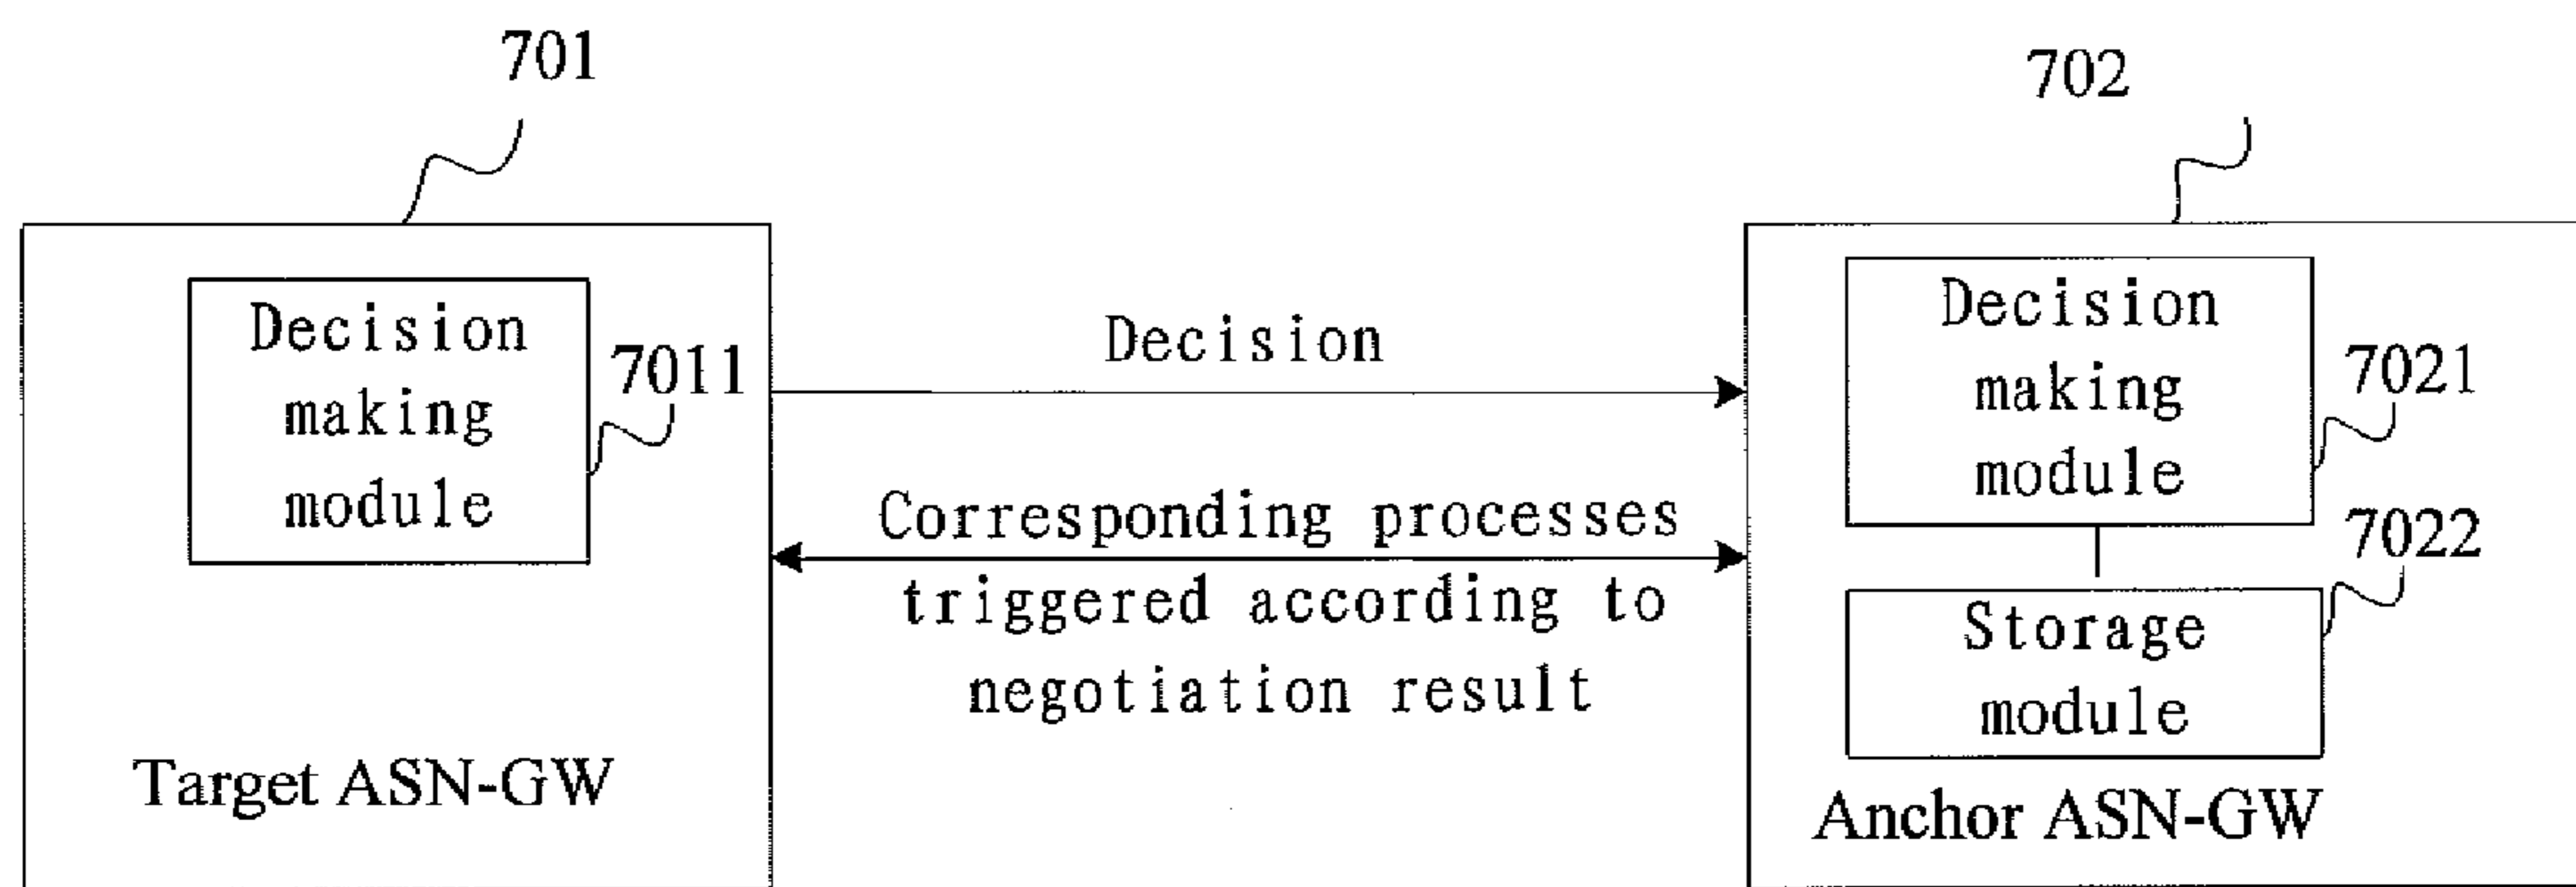 701
702
Decision
making
module
7011
Target ASN-GW
Decision
Corresponding processes
triggered according to
negotiation result
Decision
making
module
7021
7022
Storage
module
Anchor ASN-GW